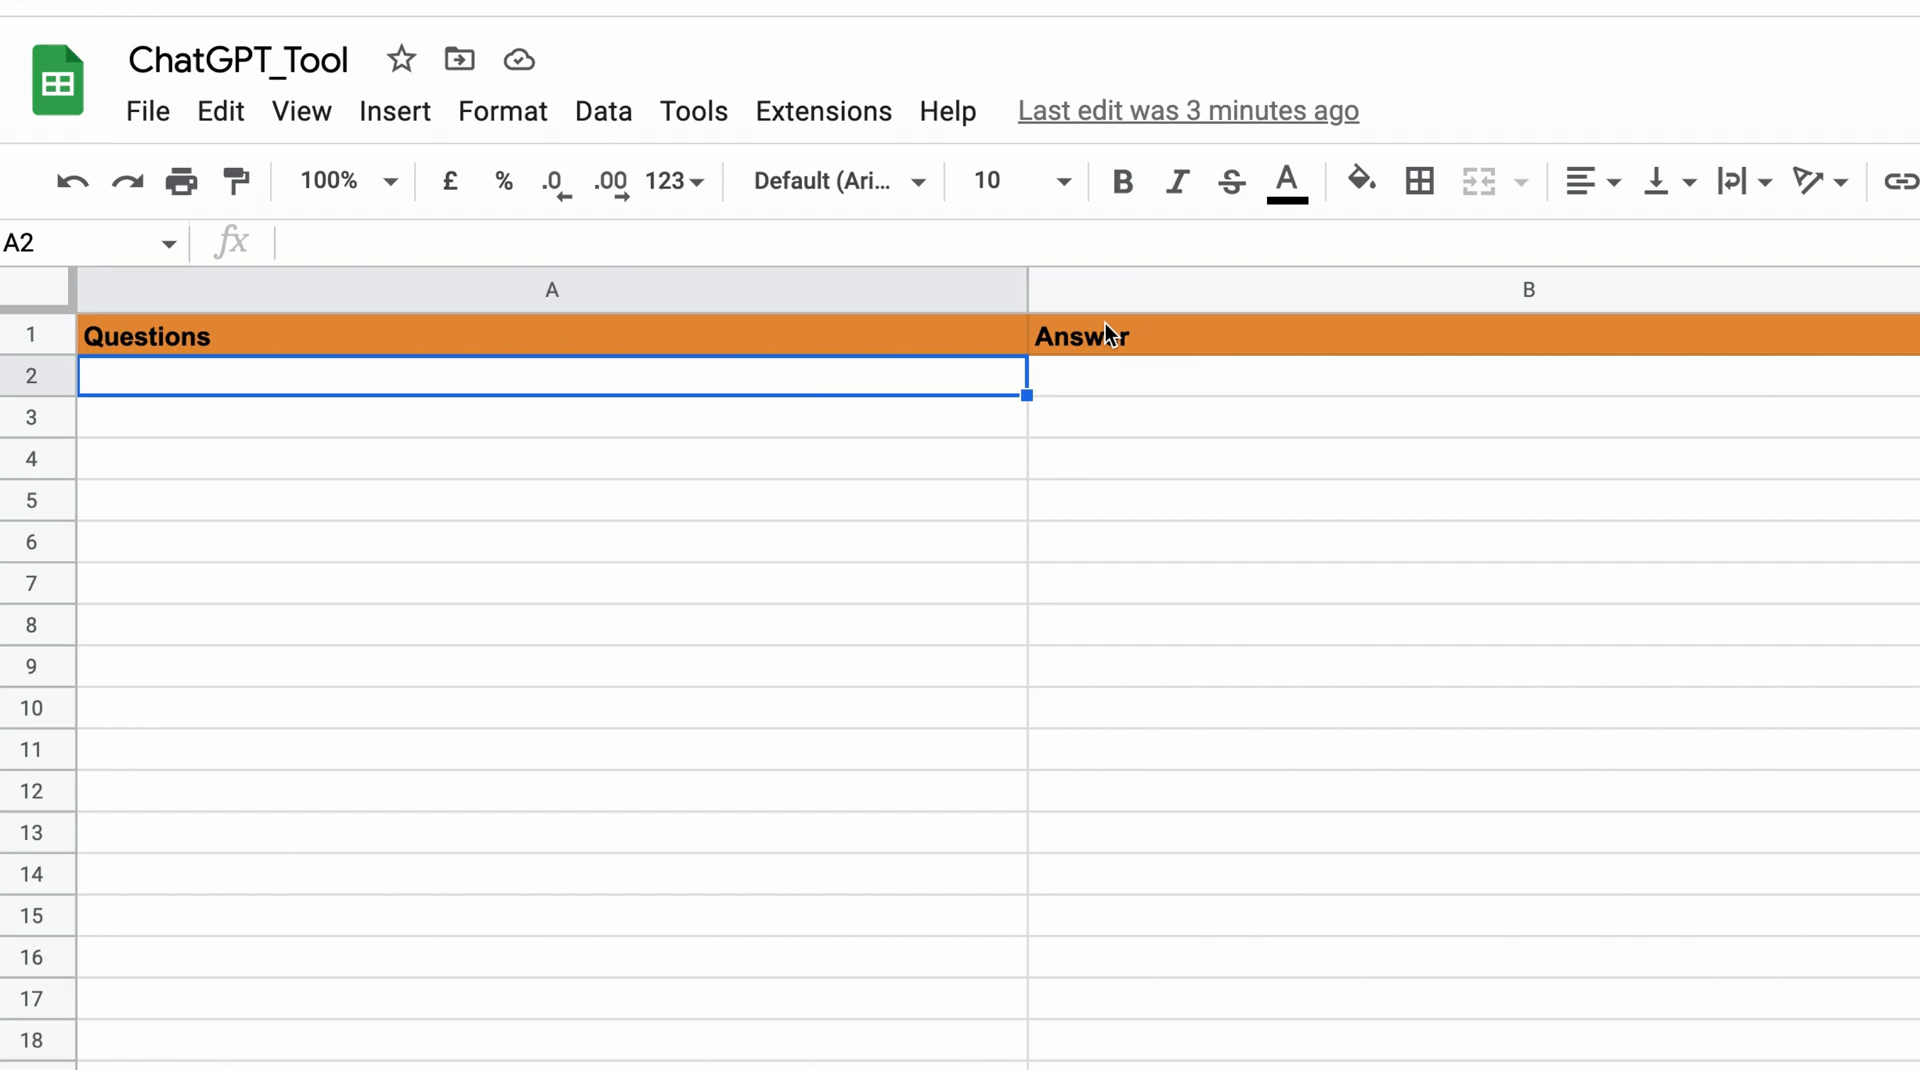 ChatGPT_Tool
File Edit View Insert Format Data Tools Extensions Help Last edit was 3 minutes ago
100% £ % .0 .00 123 Default (Ari... 10 B I S A
A2 fx
A B
1 Questions Answer
2
3
4
5
6
7
8
9
10
11
12
13
14
15
16
17
18